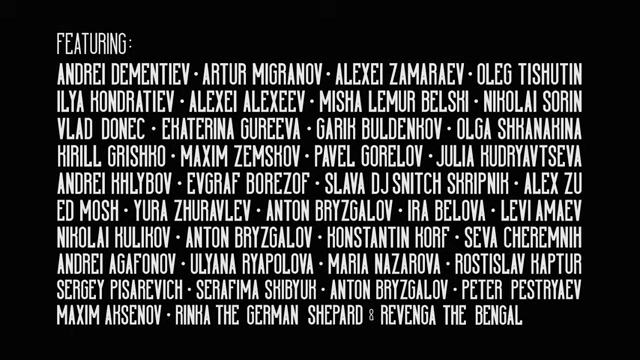 FEATURING:
ANDREI DEMENTIEV • ARTUR MIGRANOV • ALEXEI ZAMARAEV • OLEG TISHUTIN
ILYA KONDRATIEV • ALEXEI ALEXEEV • MISHA LEMUR BELSKI • NIKOLAI SORIN
VLAD DONEC • EKATERINA GUREEVA • GARIK BULDENKOV • OLGA SHKANAKINA
KIRILL GRISHKO • MAXIM ZEMSKOV • PAVEL GORELOV • JULIA KUDRYAVTSEVA
ANDREI KHLYBOV • EVGRAF BOREZOF • SLAVA DJ SNITCH SKRIPNIK • ALEX ZU
ED MOSH • YURA ZHURAVLEV • ANTON BRYZGALOV • IRA BELOVA • LEVI AMAEV
NIKOLAI KULIKOV • ANTON BRYZGALOV • KONSTANTIN KORF • SEVA CHEREMNIH
ANDREI AGAFONOV • ULYANA RYAPOLOVA • MARIA NAZAROVA • ROSTISLAV KAPTUR
SERGEY PISAREVICH • SERAFIMA SKIBYUK • ANTON BRYZGALOV • PETER PESTRYAEV
MAXIM AKSENOV • RINKA THE GERMAN SHEPARD & REVENGA THE BENGAL